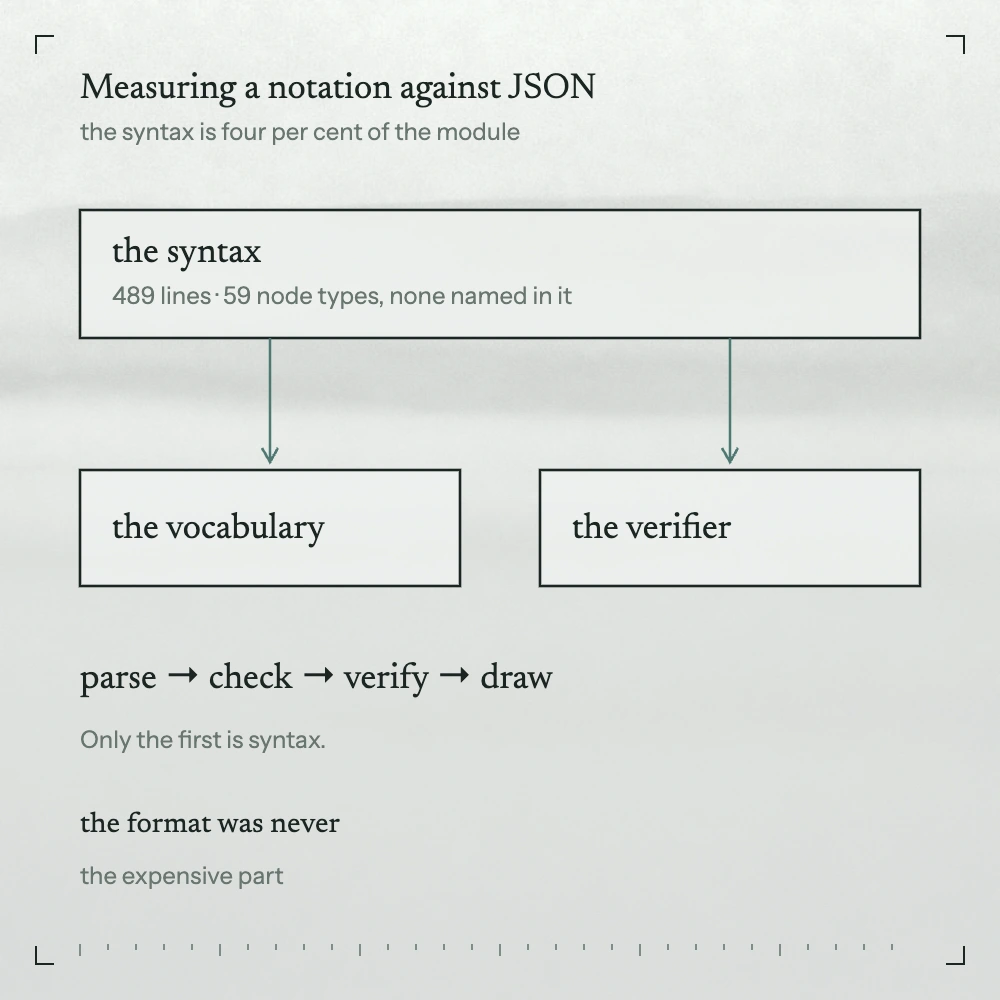 Measuring a notation against JSON
the syntax is four per cent of the module
the syntax
489 lines · 59 node types, none named in it
the vocabulary
the verifier
parse → check → verify → draw
Only the first is syntax.
the format was never
the expensive part